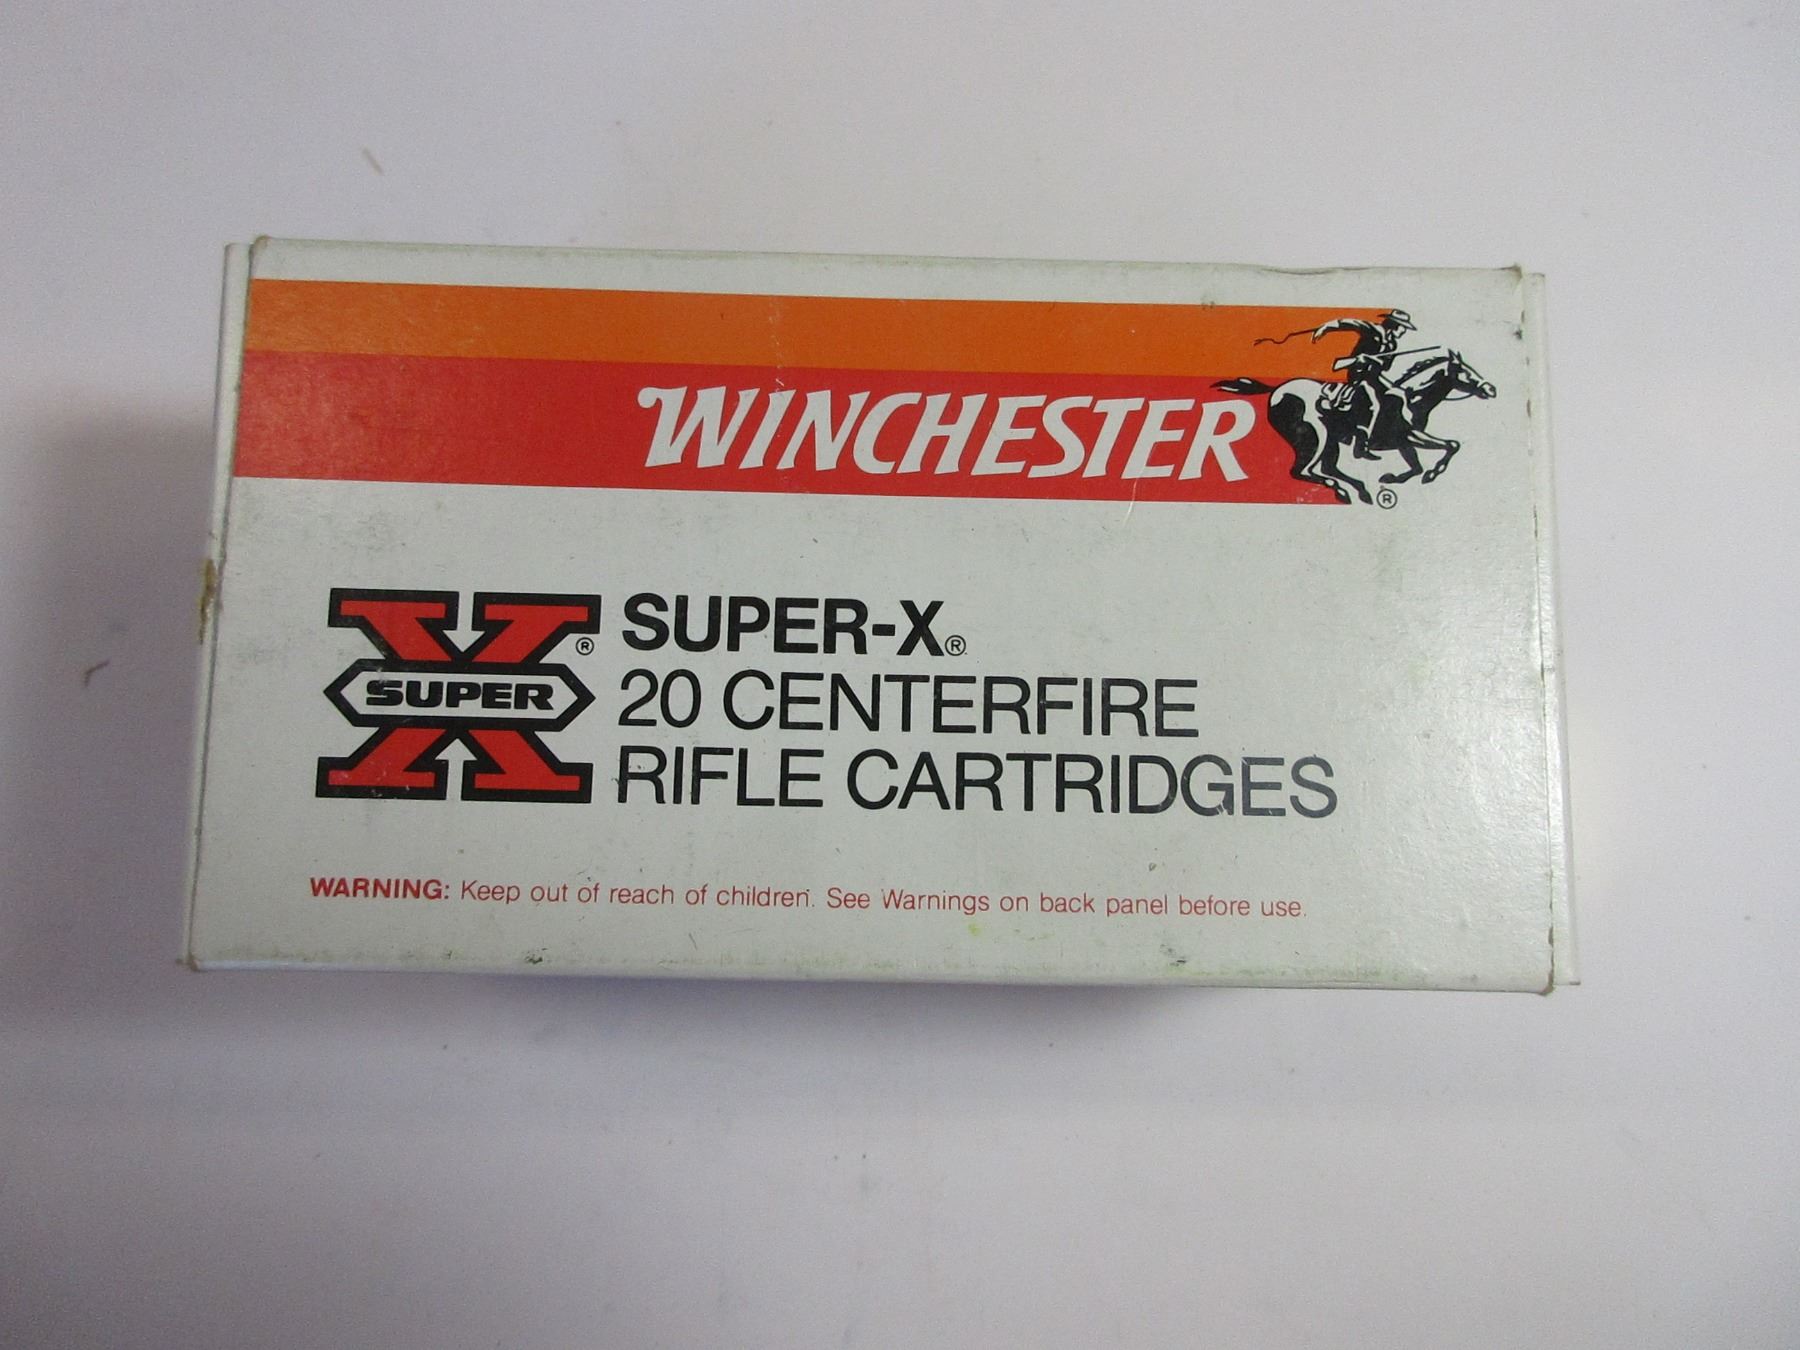 WINCHESTER
®
X SUPER ®
SUPER-X®
20 CENTERFIRE
RIFLE CARTRIDGES
WARNING: Keep out of reach of children. See Warnings on back panel before use.